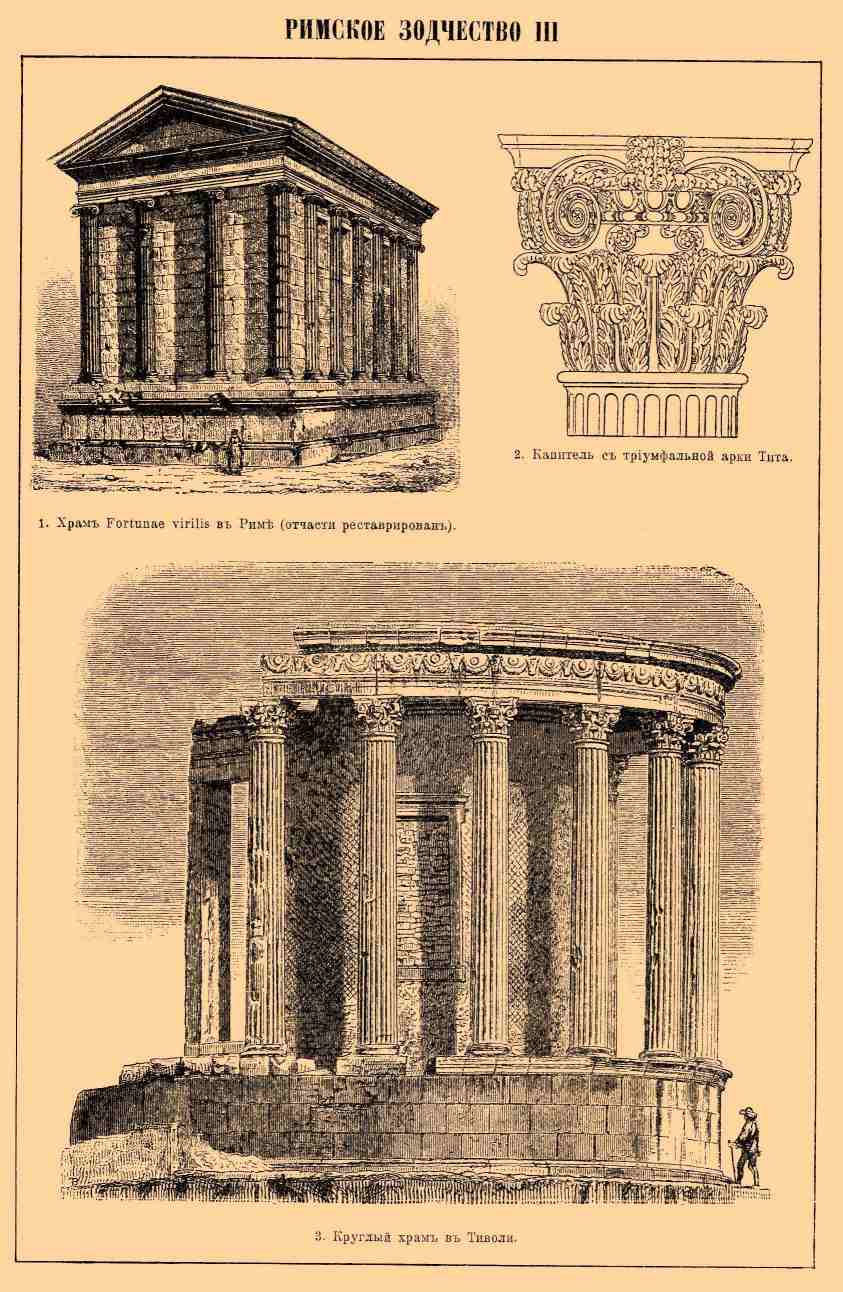 РИМСКОЕ ЗОДЧЕСТВО III
2. Капитель съ тріумфальной арки Тита.
1. Храмъ Fortunae virilis въ Римѣ (отчасти реставрированъ).
3. Круглый храмъ въ Тиволи.